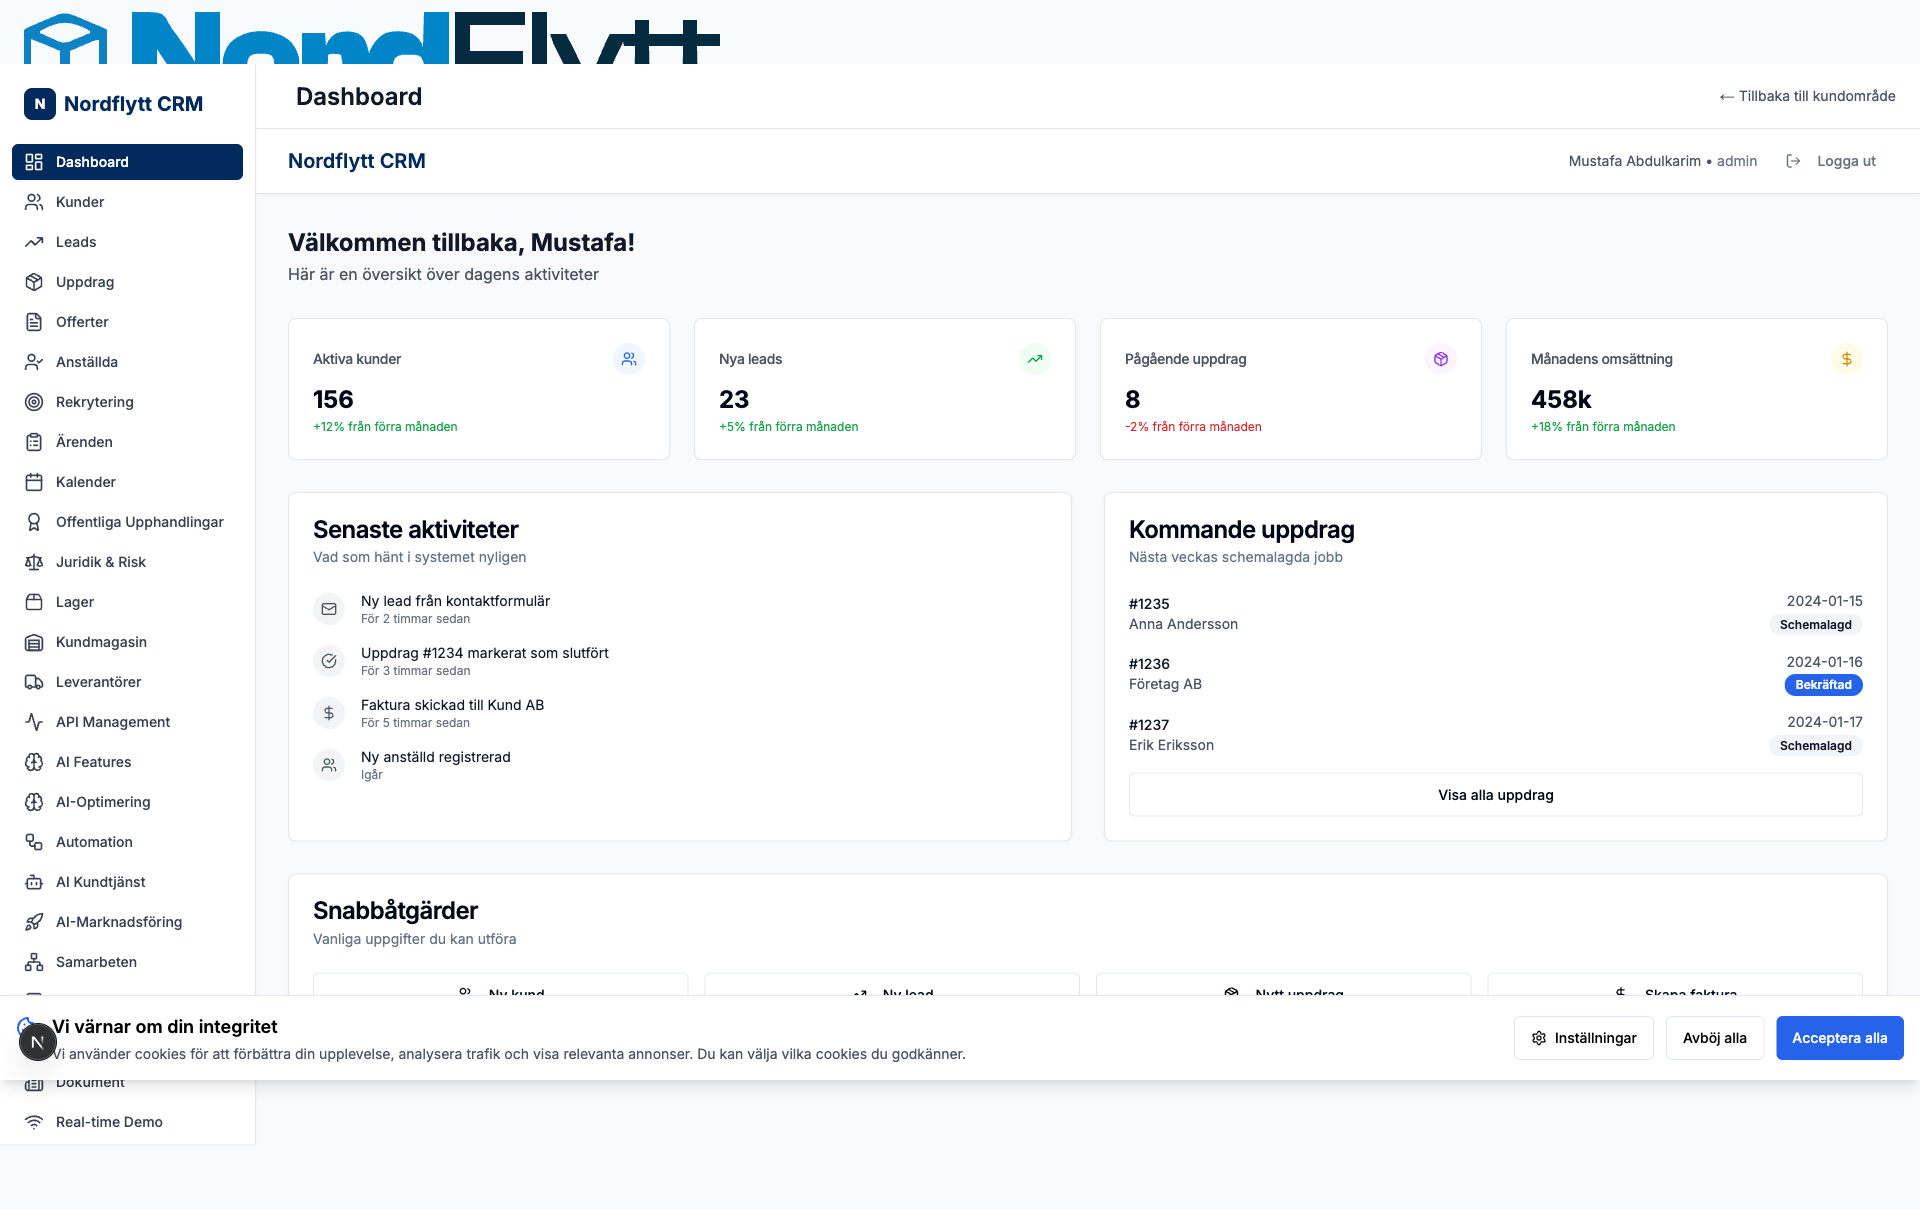 NordFlytt
N Nordflytt CRM
Dashboard
← Tillbaka till kundområde
Dashboard
Kunder
Leads
Uppdrag
Offerter
Anställda
Rekrytering
Ärenden
Kalender
Offentliga Upphandlingar
Juridik & Risk
Lager
Kundmagasin
Leverantörer
API Management
AI Features
AI-Optimering
Automation
AI Kundtjänst
AI-Marknadsföring
Samarbeten
Dokument
Real-time Demo
Nordflytt CRM
Mustafa Abdulkarim • admin
Logga ut
Välkommen tillbaka, Mustafa!
Här är en översikt över dagens aktiviteter
Aktiva kunder
156
+12% från förra månaden
Nya leads
23
+5% från förra månaden
Pågående uppdrag
8
-2% från förra månaden
Månadens omsättning
458k
+18% från förra månaden
Senaste aktiviteter
Vad som hänt i systemet nyligen
Ny lead från kontaktformulär
För 2 timmar sedan
Uppdrag #1234 markerat som slutfört
För 3 timmar sedan
Faktura skickad till Kund AB
För 5 timmar sedan
Ny anställd registrerad
Igår
Kommande uppdrag
Nästa veckas schemalagda jobb
#1235
Anna Andersson
2024-01-15
Schemalagd
#1236
Företag AB
2024-01-16
Bekräftad
#1237
Erik Eriksson
2024-01-17
Schemalagd
Visa alla uppdrag
Snabbåtgärder
Vanliga uppgifter du kan utföra
Ny kund
Ny lead
Nytt uppdrag
Skapa faktura
N
Vi värnar om din integritet
Vi använder cookies för att förbättra din upplevelse, analysera trafik och visa relevanta annonser. Du kan välja vilka cookies du godkänner.
Inställningar
Avböj alla
Acceptera alla